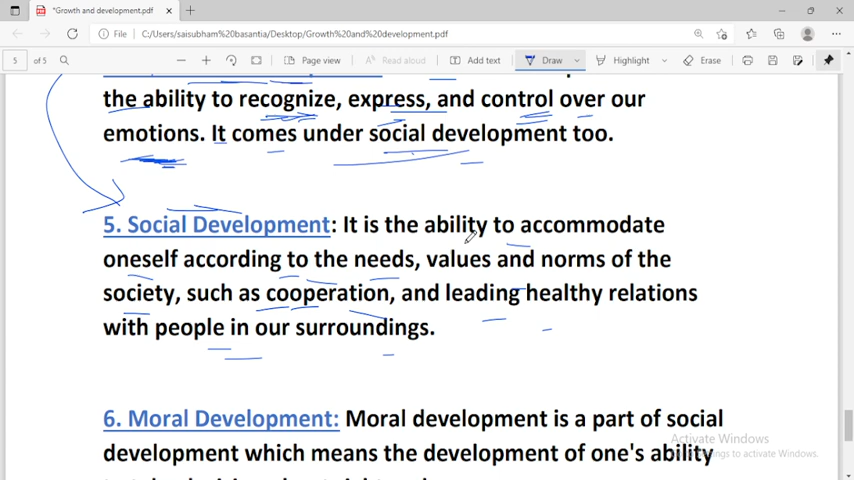 *Growth and development.pdf
File
C:/Users/saisubham%20basantia/Desktop/Growth%20and%20development.pdf
5 of 5
Page view
Read aloud
Add text
Draw
Highlight
Erase
the ability to recognize, express, and control over our
emotions. It comes under social development too.
5. Social Development: It is the ability to accommodate
oneself according to the needs, values and norms of the
society, such as cooperation, and leading healthy relations
with people in our surroundings.
6. Moral Development: Moral development is a part of social
development which means the development of one's ability
Activate Windows
to activate Windows.